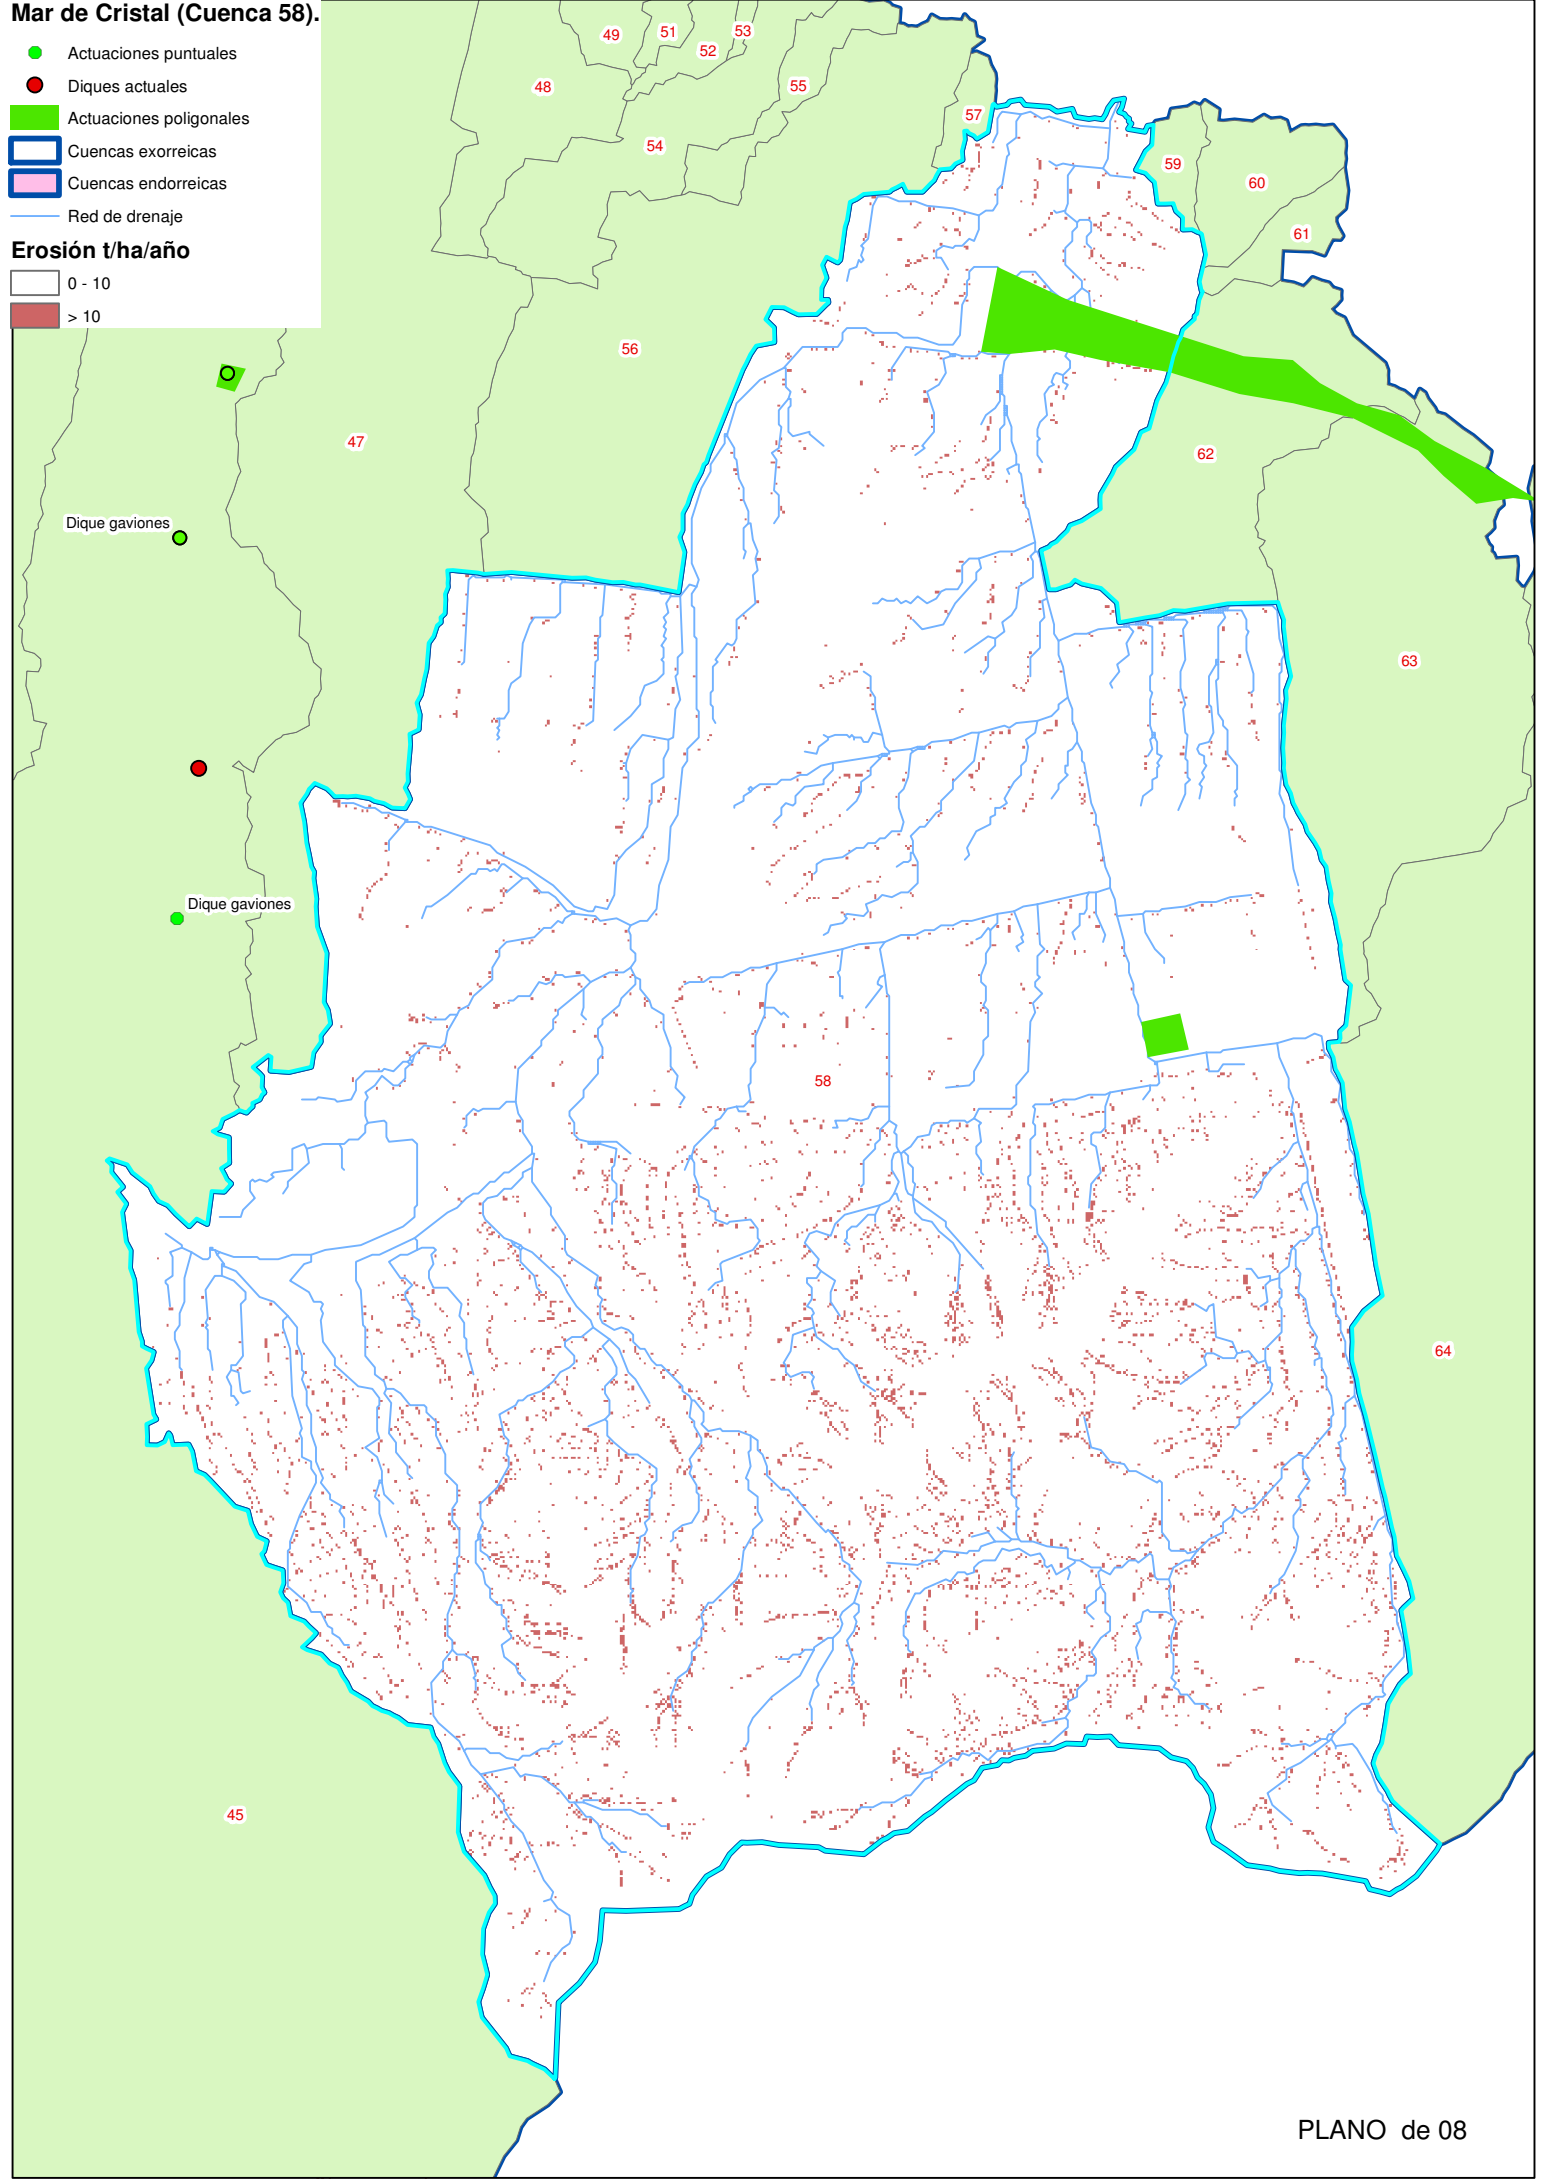 Mar de Cristal (Cuenca 58).
Actuaciones puntuales
Diques actuales
Actuaciones poligonales
Cuencas exorreicas
Cuencas endorreicas
Red de drenaje
Erosión t/ha/año
0 - 10
> 10
49
51
53
52
48
55
57
54
59
60
61
56
47
62
Dique gaviones
63
Dique gaviones
58
64
45
PLANO de 08